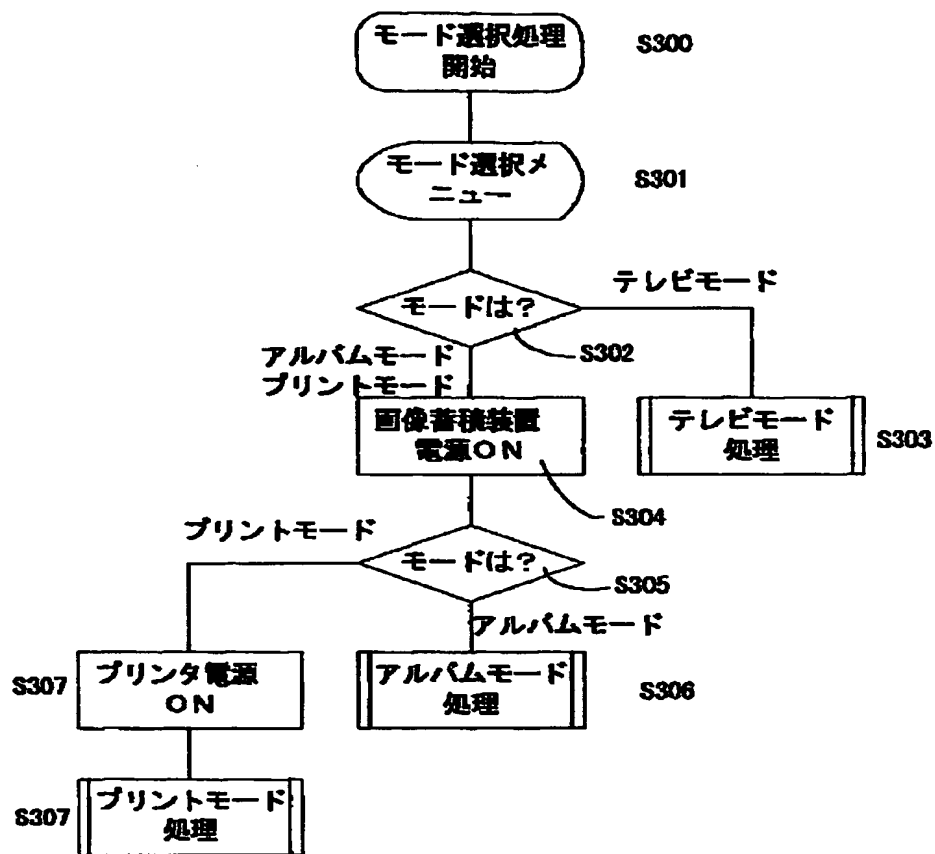 モード選択処理
開始
S300
モード選択メ
ニュー
S301
モードは?
テレビモード
S302
アルバムモード
プリントモード
画像蓄積装置
電源ON
S304
テレビモード
処理
S303
プリントモード
モードは?
S305
アルバムモード
S307
プリンタ電源
ON
アルバムモード
処理
S306
S307
プリントモード
処理